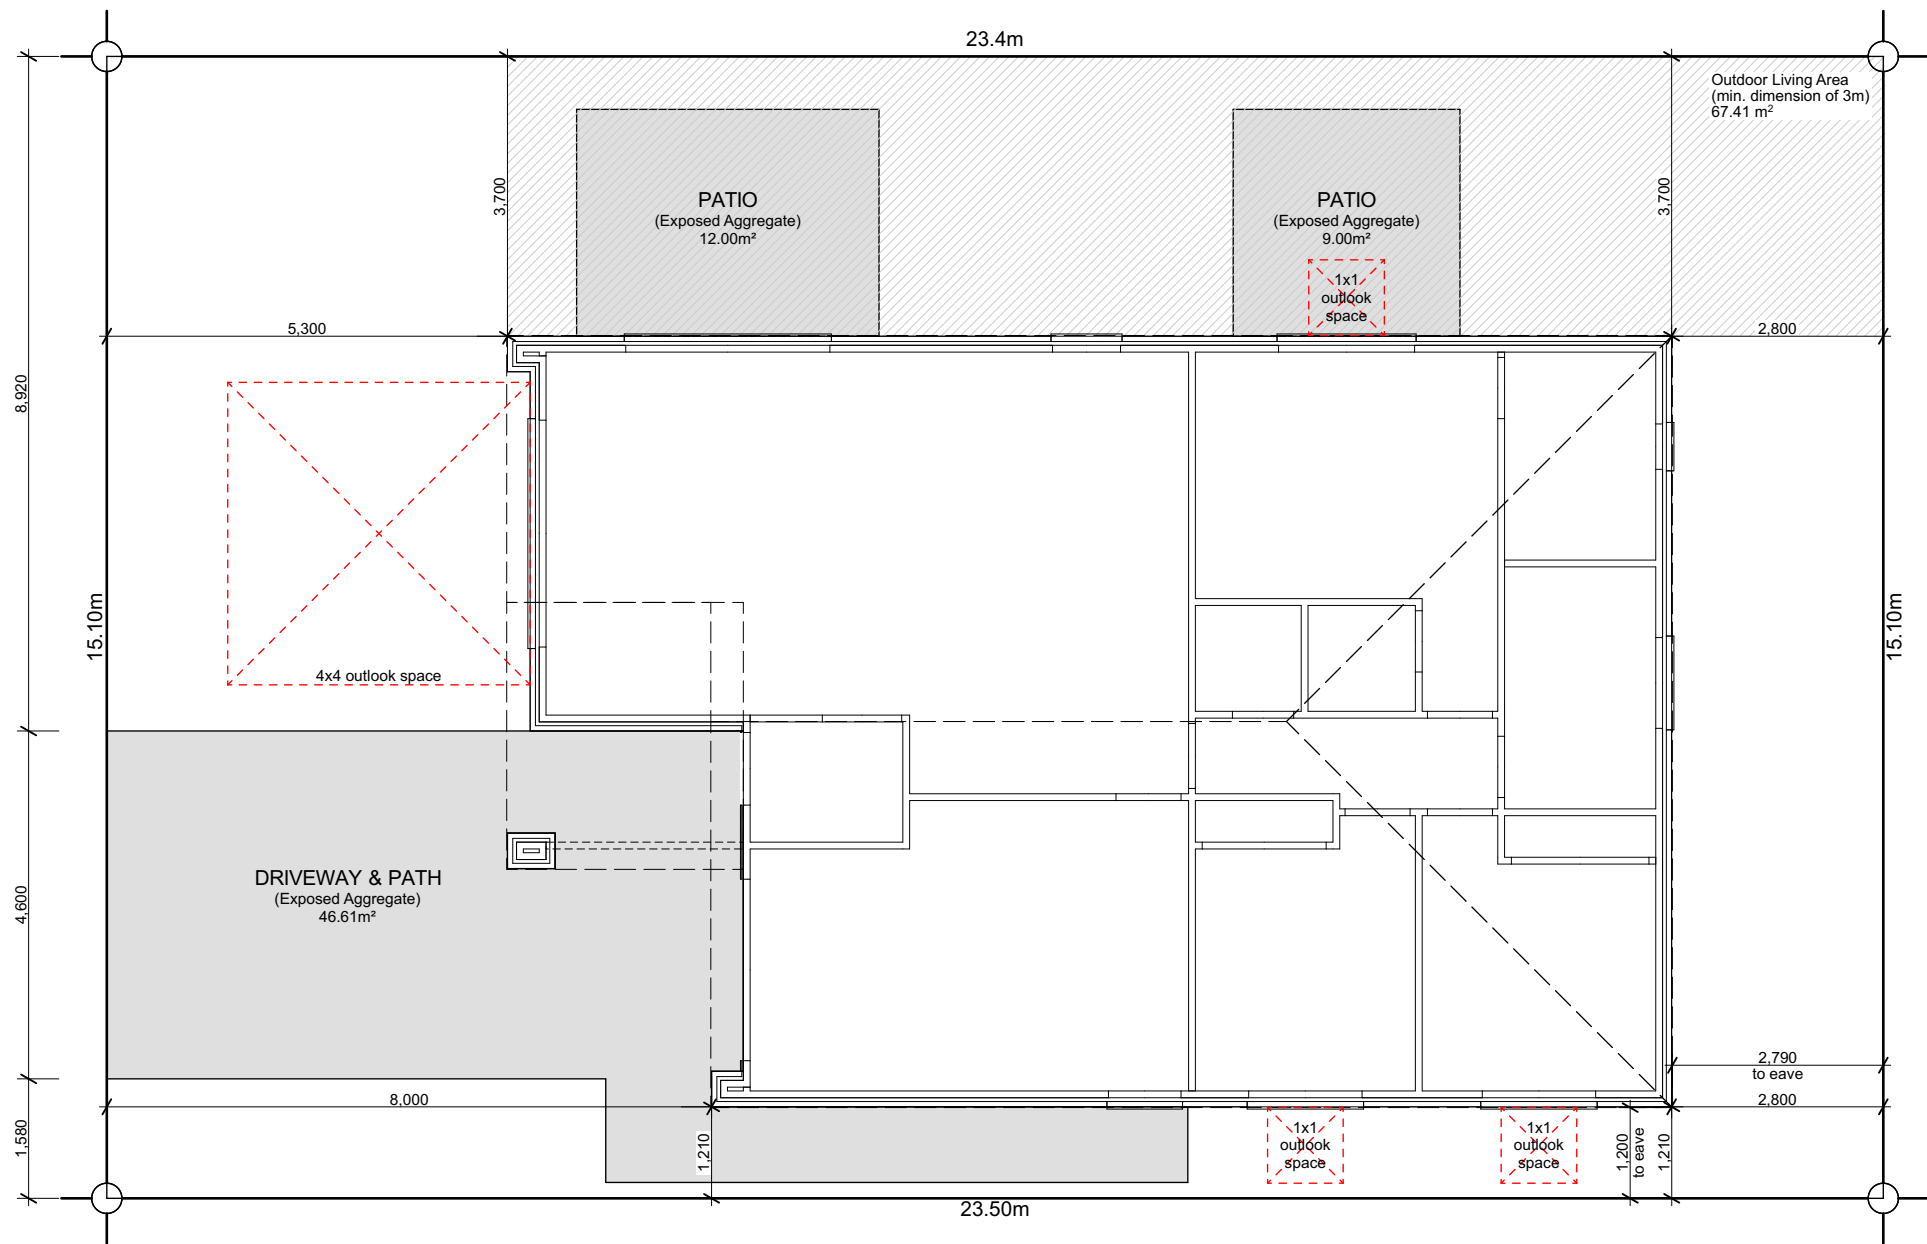 23.4m
Outdoor Living Area
(min. dimension of 3m)
67.41 m²
3,700
PATIO
(Exposed Aggregate)
12.00m²
PATIO
(Exposed Aggregate)
9.00m²
3,700
1x1
outlook
space
5,300
2,800
8,920
15.10m
15.10m
4x4 outlook space
DRIVEWAY & PATH
(Exposed Aggregate)
46.61m²
4,600
2,790
to eave
8,000
2,800
1,580
1,210
1x1
outlook
space
1x1
outlook
space
1,200
to eave
1,210
23.50m